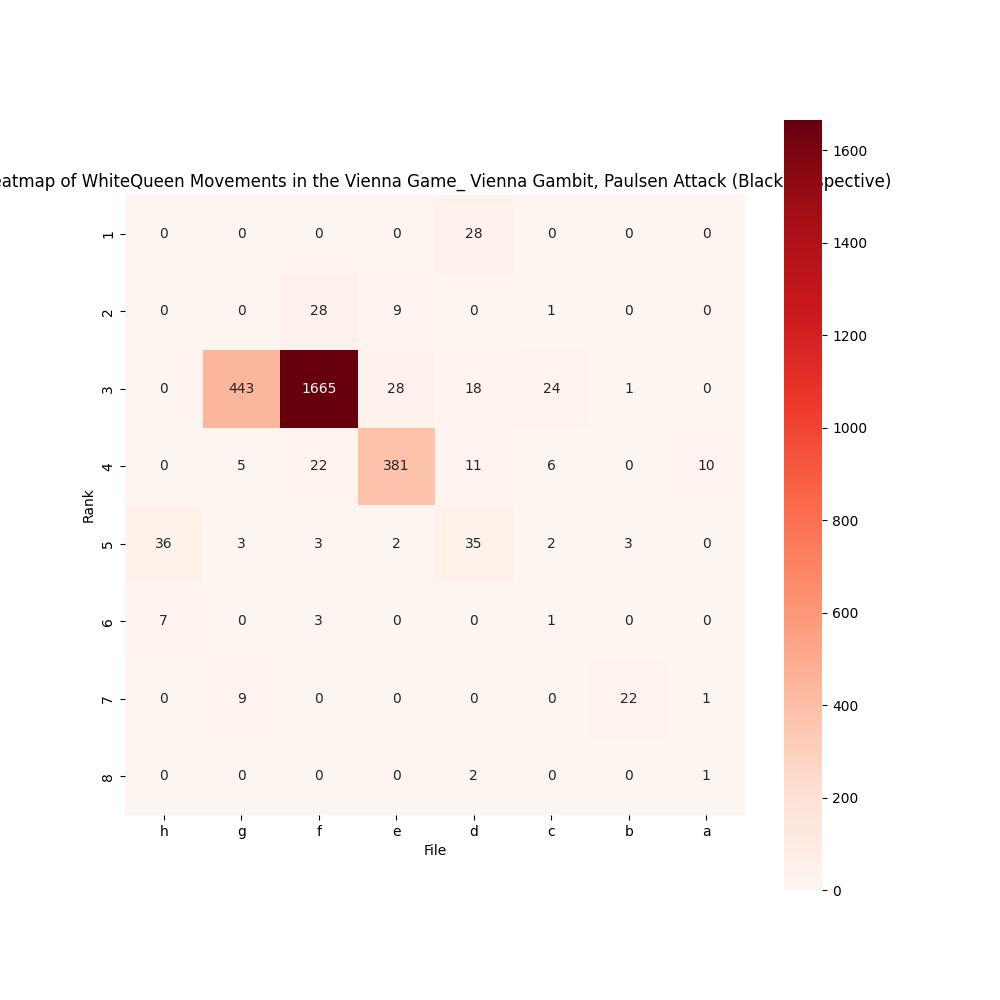 eatmap of WhiteQueen Movements in the Vienna Game_ Vienna Gambit, Paulsen Attack (Black spective)
1 0 0 0 0 28 0 0 0
2 0 0 28 9 0 1 0 0
3 0 443 1665 28 18 24 1 0
4 0 5 22 381 11 6 0 10
Rank
5 36 3 3 2 35 2 3 0
6 7 0 3 0 0 1 0 0
7 0 9 0 0 0 0 22 1
8 0 0 0 0 2 0 0 1
h g f e d c b a
File
1600
1400
1200
1000
800
600
400
200
0